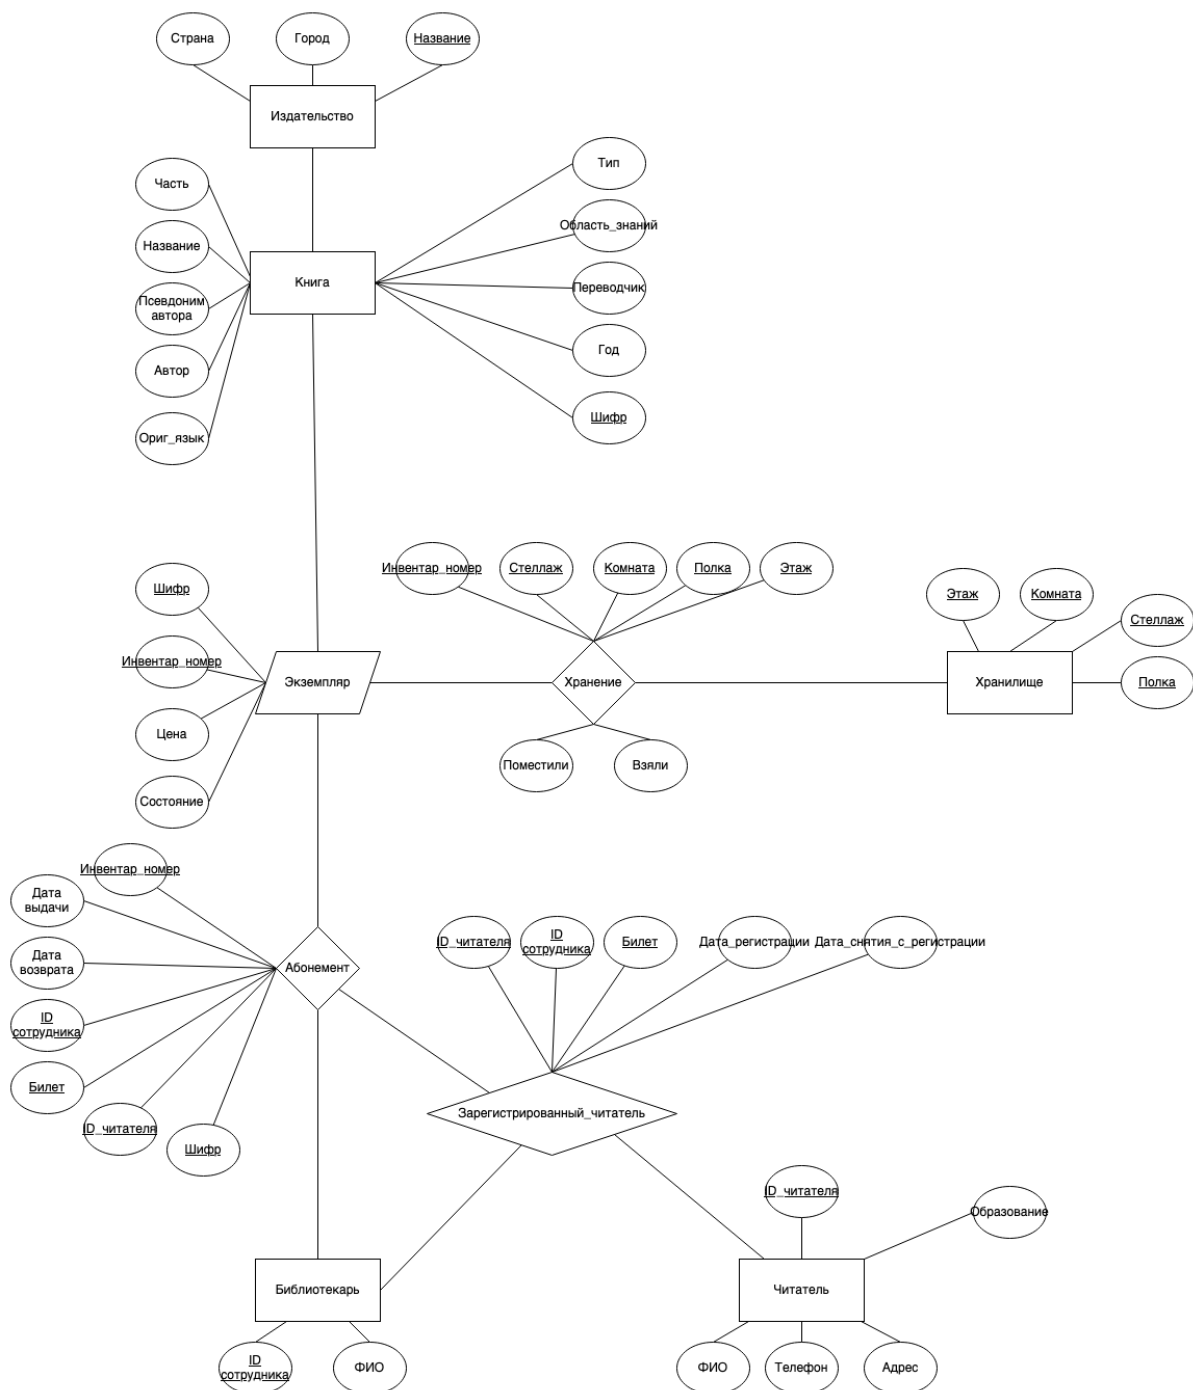 Страна
Город
Название
Издательство
Часть
Название
Псевдоним
автора
Автор
Ориг_язык
Книга
Тип
Область_знаний
Переводчик
Год
Шифр
Инвентар_номер
Стеллаж
Комната
Полка
Этаж
Хранение
Поместили
Взяли
Этаж
Комната
Стеллаж
Полка
Хранилище
Шифр
Инвентар_номер
Цена
Состояние
Экземпляр
Инвентар_номер
Дата
выдачи
Дата
возврата
ID
сотрудника
Билет
ID_читателя
Шифр
Абонемент
ID_читателя
ID
сотрудника
Билет
Дата_регистрации
Дата_снятия_с_регистрации
Зарегистрированный_читатель
Библиотекарь
ID
сотрудника
ФИО
ID_читателя
Образование
Читатель
ФИО
Телефон
Адрес